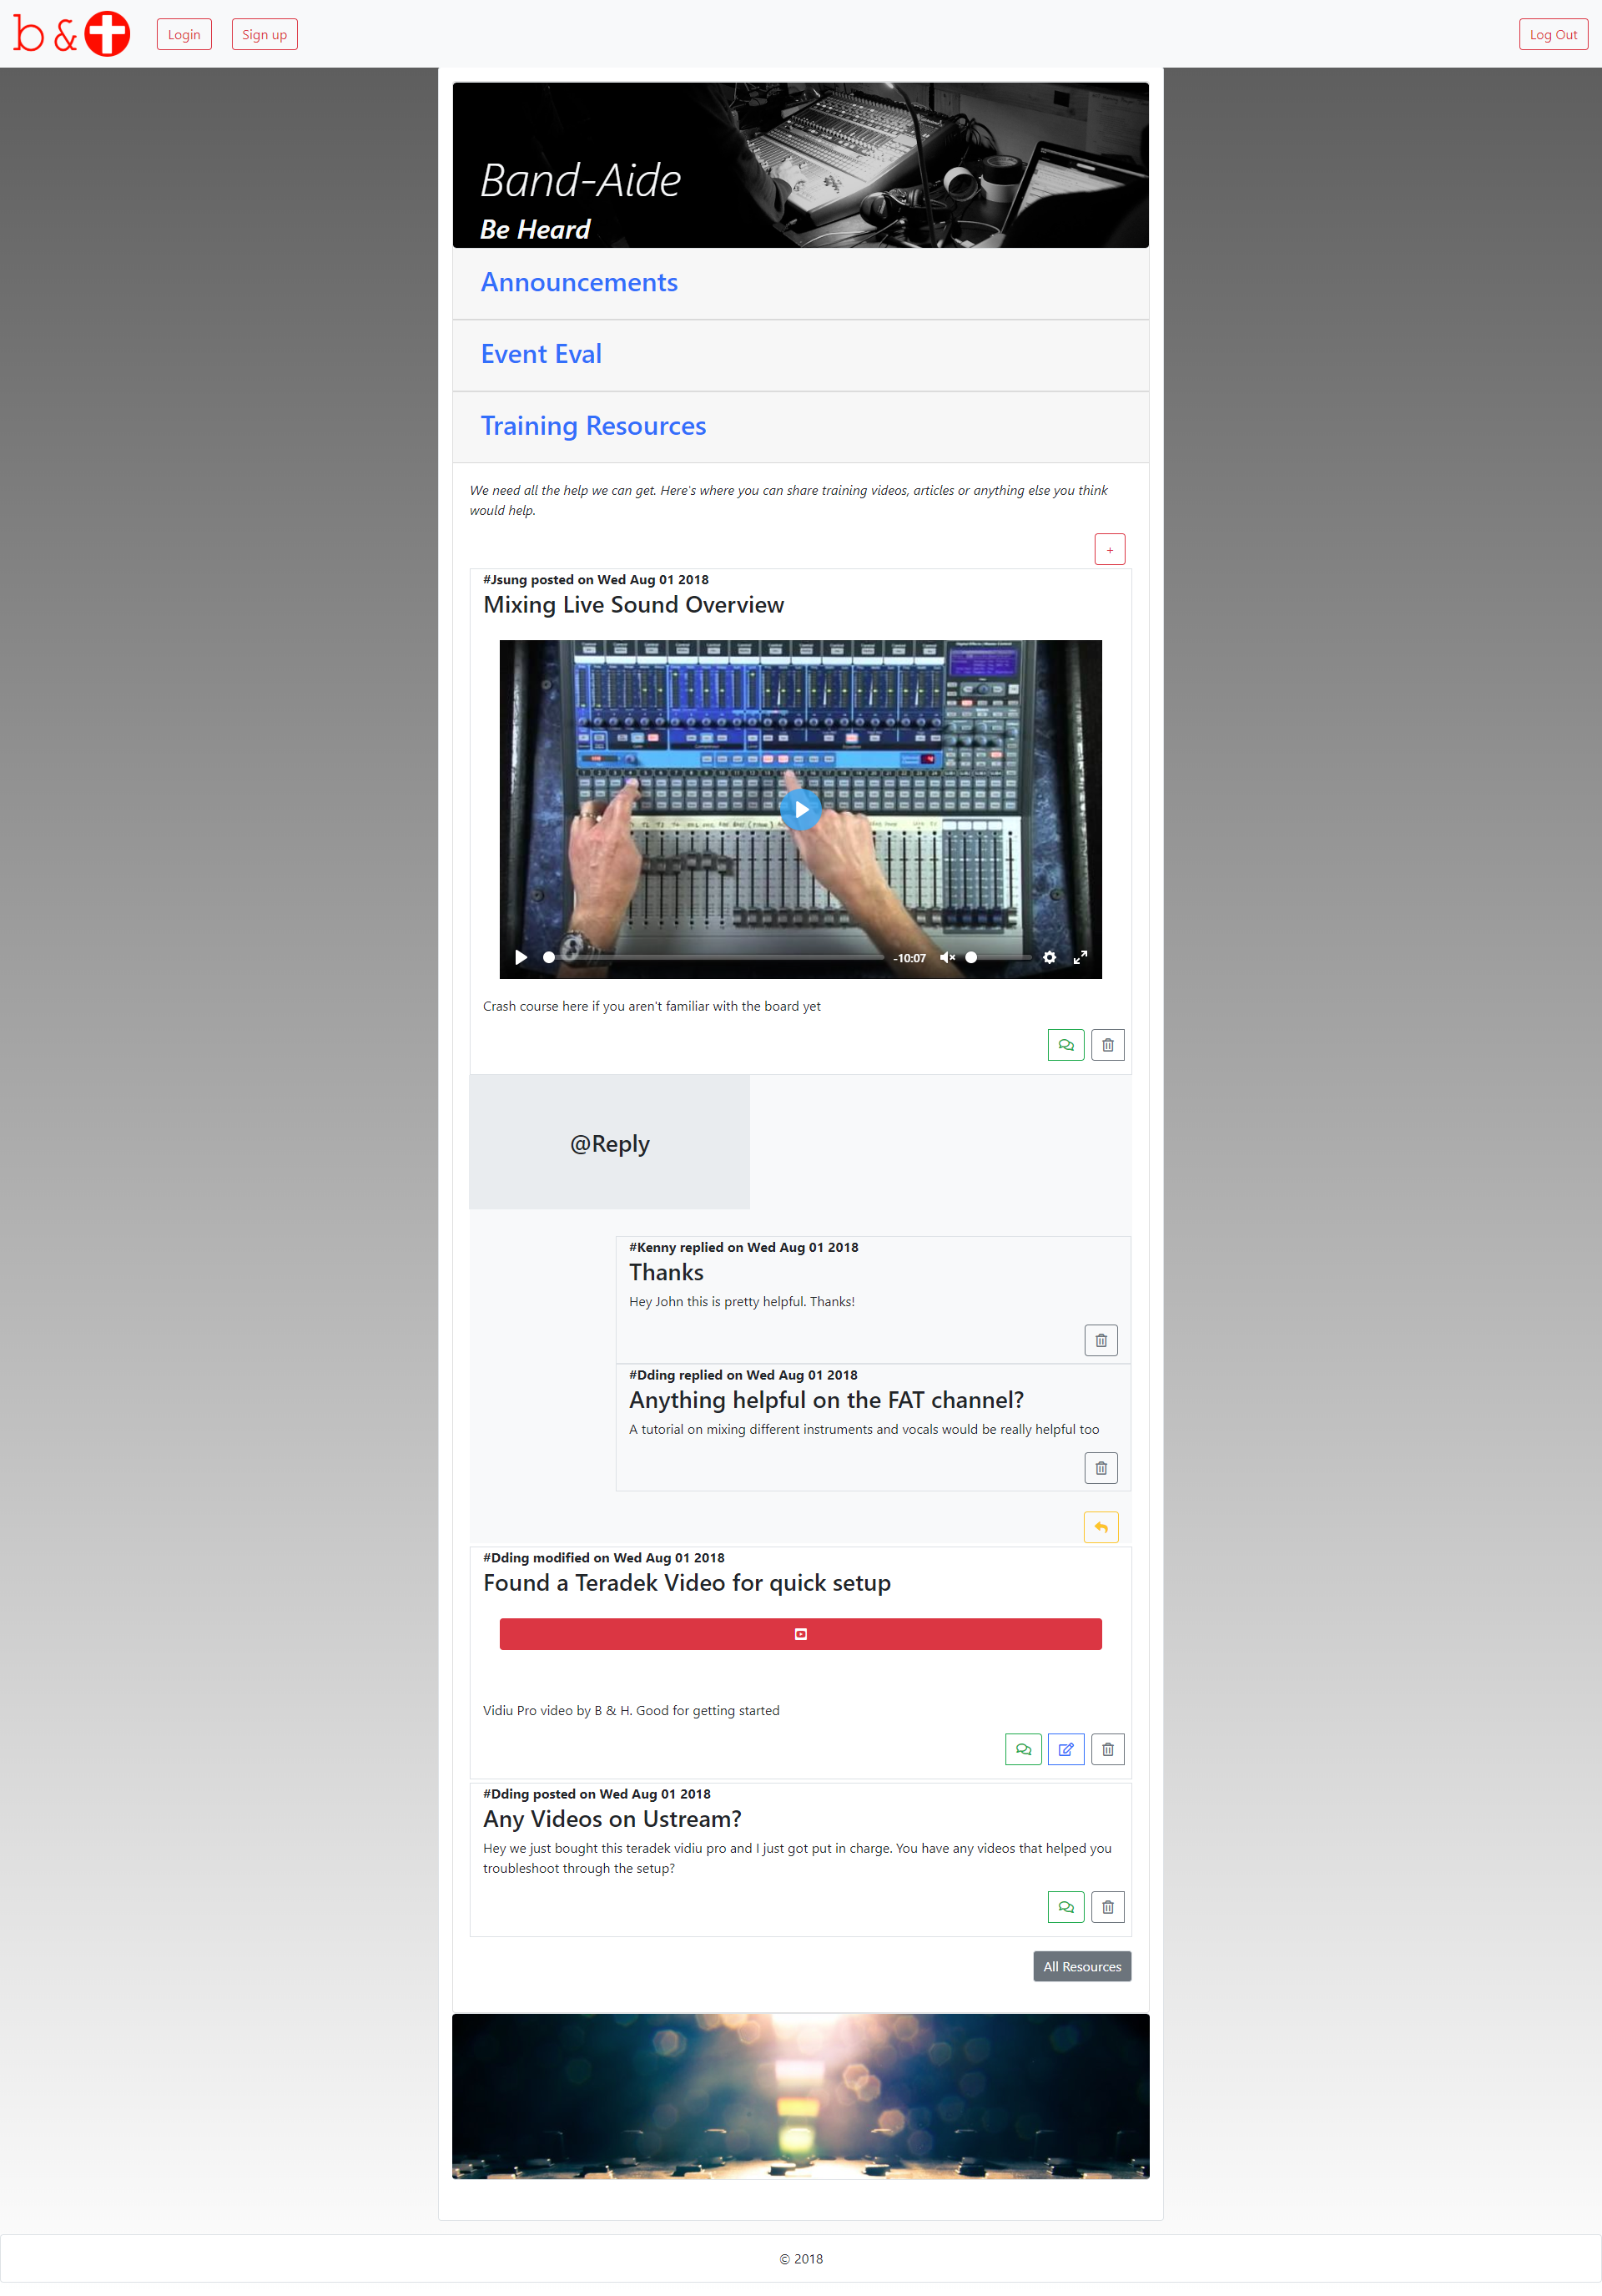 b &
Login
Sign up
Log Out
Band-Aide
Be Heard
Announcements
Event Eval
Training Resources
We need all the help we can get. Here's where you can share training videos, articles or anything else you think
would help.
+
#Jsung posted on Wed Aug 01 2018
Mixing Live Sound Overview
-10:07
Crash course here if you aren't familiar with the board yet
@Reply
#Kenny replied on Wed Aug 01 2018
Thanks
Hey John this is pretty helpful. Thanks!
#Dding replied on Wed Aug 01 2018
Anything helpful on the FAT channel?
A tutorial on mixing different instruments and vocals would be really helpful too
#Dding modified on Wed Aug 01 2018
Found a Teradek Video for quick setup
Vidiu Pro video by B & H. Good for getting started
#Dding posted on Wed Aug 01 2018
Any Videos on Ustream?
Hey we just bought this teradek vidiu pro and I just got put in charge. You have any videos that helped you
troubleshoot through the setup?
All Resources
© 2018